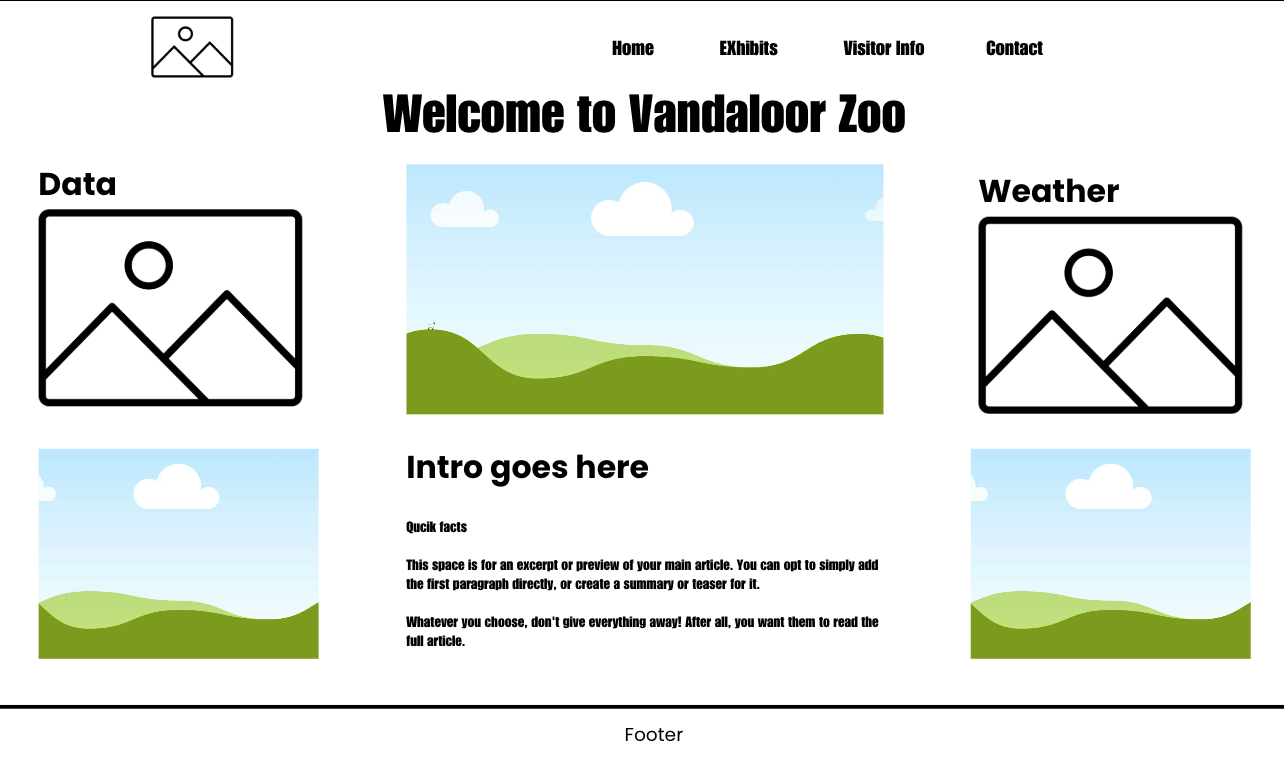 Home EXhibits Visitor Info Contact
Welcome to Vandaloor Zoo
Data
Weather
Intro goes here
Qucik facts
This space is for an excerpt or preview of your main article. You can opt to simply add
the first paragraph directly, or create a summary or teaser for it.
Whatever you choose, don't give everything away! After all, you want them to read the
full article.
Footer